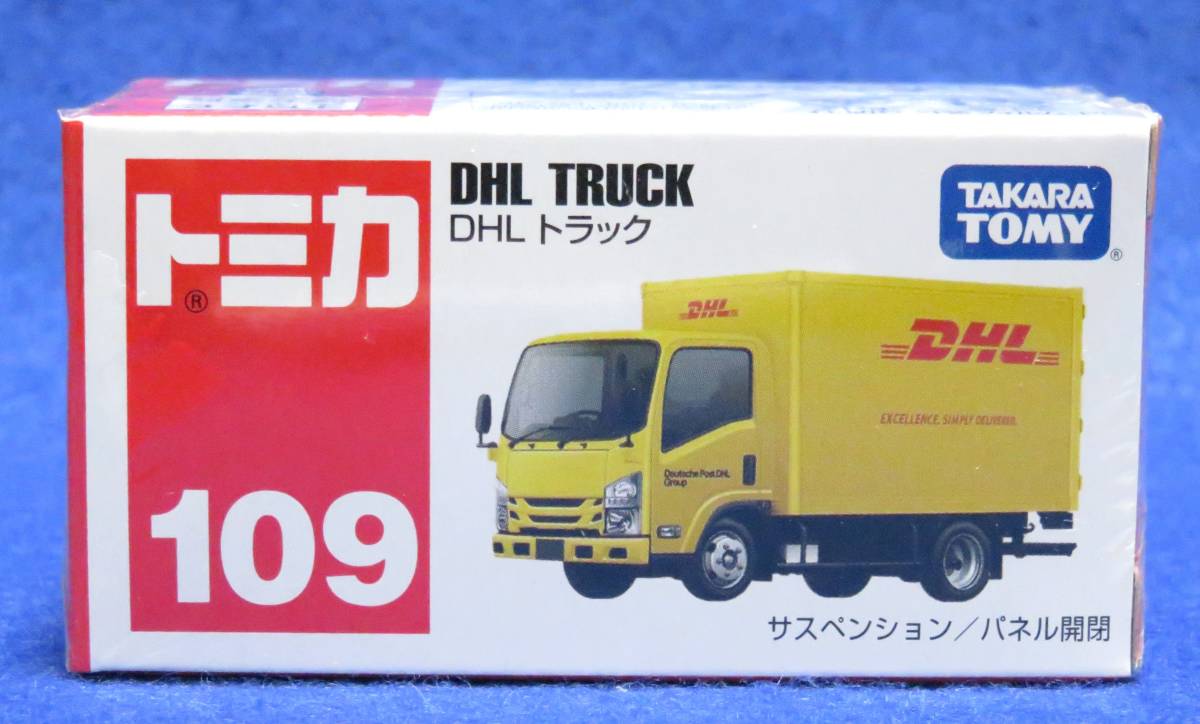 トミカ
®
109
DHL TRUCK
DHL トラック
TAKARA
TOMY
®
DHL
DHL
EXCELLENCE. SIMPLY DELIVERED.
Deutsche Post DHL
Group
サスペンション／パネル開閉